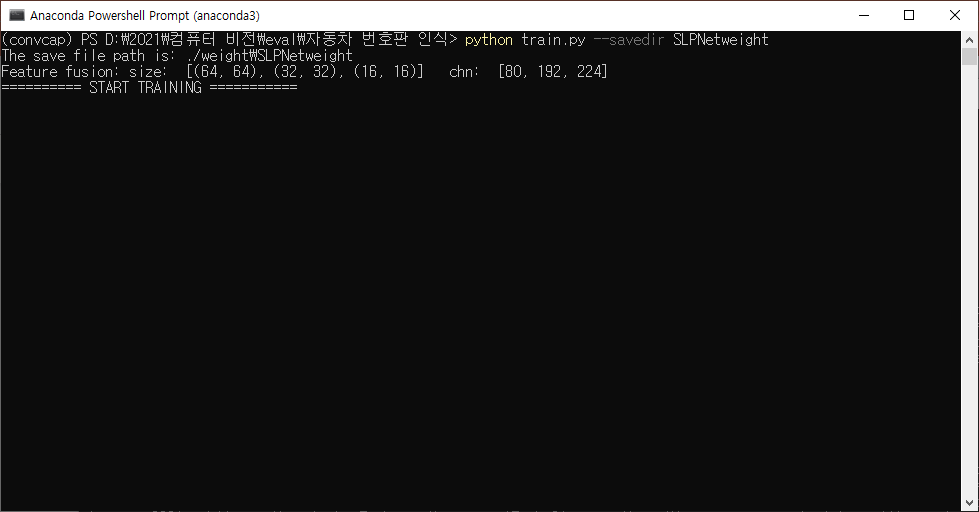 Anaconda Powershell Prompt (anaconda3)
(convcap) PS D:₩2021₩컴퓨터 비전₩eval₩자동차 번호판 인식> python train.py --savedir SLPNetweight
The save file path is: ./weight₩SLPNetweight
Feature fusion: size:  [(64, 64), (32, 32), (16, 16)]   chn:  [80, 192, 224]
========== START TRAINING ===========